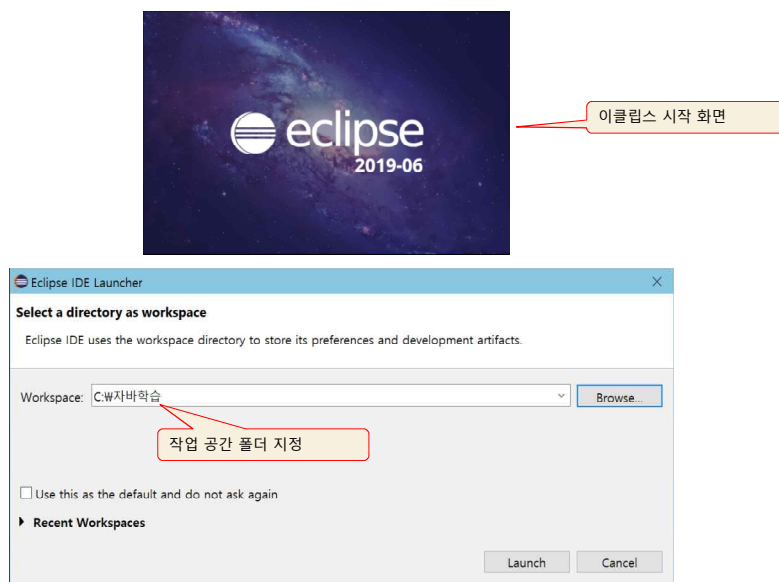 eclipse
2019-06
이클립스 시작 화면
Eclipse IDE Launcher
Select a directory as workspace
Eclipse IDE uses the workspace directory to store its preferences and development artifacts.
Workspace: C:₩자바학습 Browse...
작업 공간 폴더 지정
Use this as the default and do not ask again
Recent Workspaces
Launch Cancel